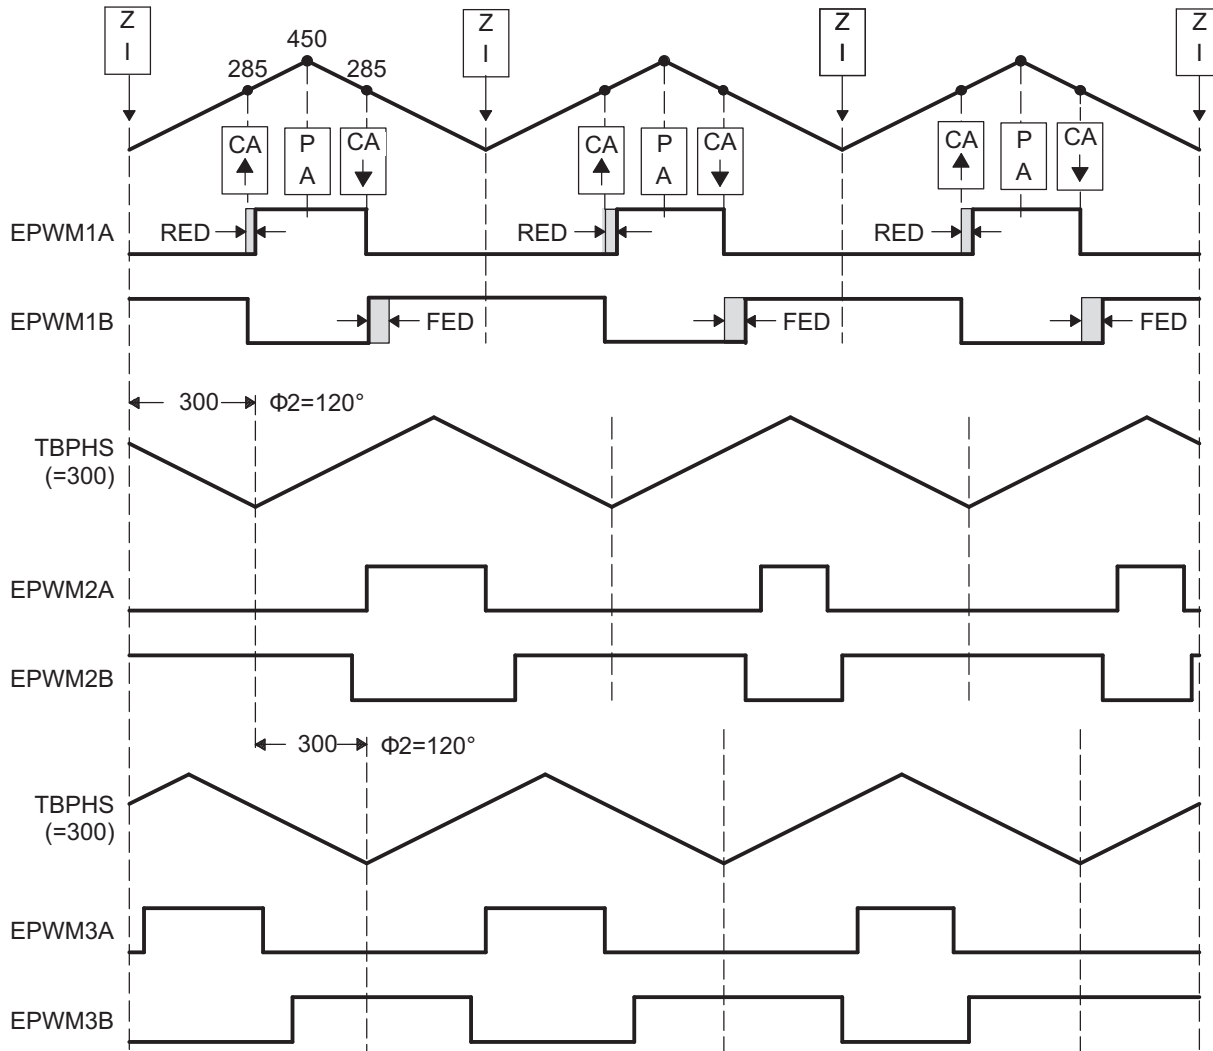 Z
I
Z
I
Z
I
Z
I
450
285
285
CA
P
A
CA
CA
P
A
CA
CA
P
A
CA
EPWM1A
RED
RED
RED
EPWM1B
FED
FED
FED
300
Φ2=120°
TBPHS
(=300)
EPWM2A
EPWM2B
300
Φ2=120°
TBPHS
(=300)
EPWM3A
EPWM3B